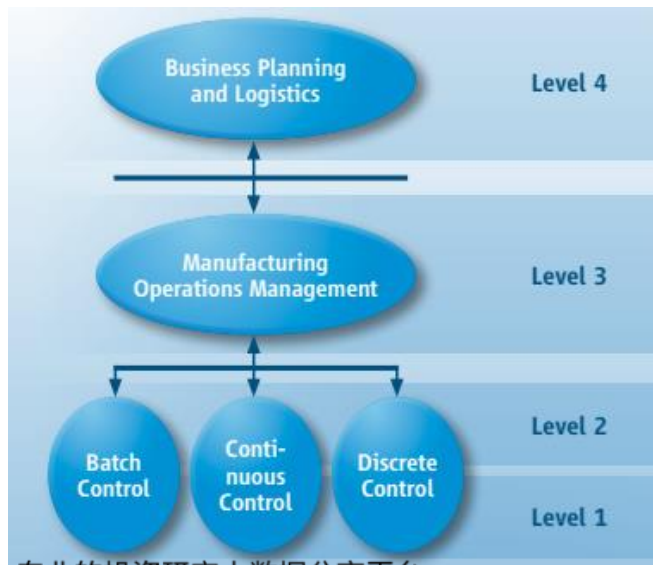 Business Planning
and Logistics
Level 4
Manufacturing
Operations Management
Level 3
Level 2
Batch
Control
Conti-
nuous
Control
Discrete
Control
Level 1